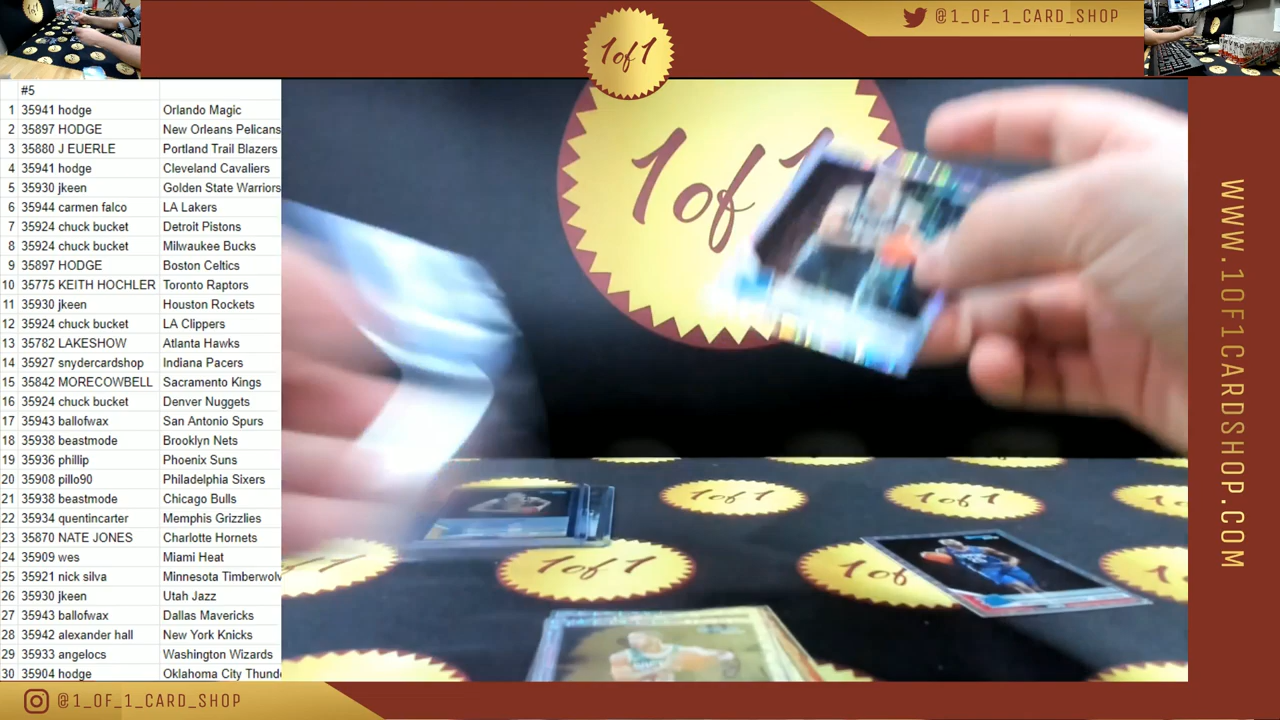 @1_OF_1_CARD_SHOP
1of1
#5
1 35941 hodge Orlando Magic
2 35897 HODGE New Orleans Pelicans
3 35880 J EUERLE Portland Trail Blazers
4 35941 hodge Cleveland Cavaliers
5 35930 jkeen Golden State Warriors
6 35944 carmen falco LA Lakers
7 35924 chuck bucket Detroit Pistons
8 35924 chuck bucket Milwaukee Bucks
9 35897 HODGE Boston Celtics
10 35775 KEITH HOCHLER Toronto Raptors
11 35930 jkeen Houston Rockets
12 35924 chuck bucket LA Clippers
13 35782 LAKESHOW Atlanta Hawks
14 35927 snydercardshop Indiana Pacers
15 35842 MORECOWBELL Sacramento Kings
16 35924 chuck bucket Denver Nuggets
17 35943 ballofwax San Antonio Spurs
18 35938 beastmode Brooklyn Nets
19 35936 phillip Phoenix Suns
20 35908 pillo90 Philadelphia Sixers
21 35938 beastmode Chicago Bulls
22 35934 quentincarter Memphis Grizzlies
23 35870 NATE JONES Charlotte Hornets
24 35909 wes Miami Heat
25 35921 nick silva Minnesota Timberwolv
26 35930 jkeen Utah Jazz
27 35943 ballofwax Dallas Mavericks
28 35942 alexander hall New York Knicks
29 35933 angelocs Washington Wizards
30 35904 hodge Oklahoma City Thund
1of1
1of1
1of1
1of1
1of1
1of1
WWW.1OF1CARDSHOP.COM
@1_OF_1_CARD_SHOP